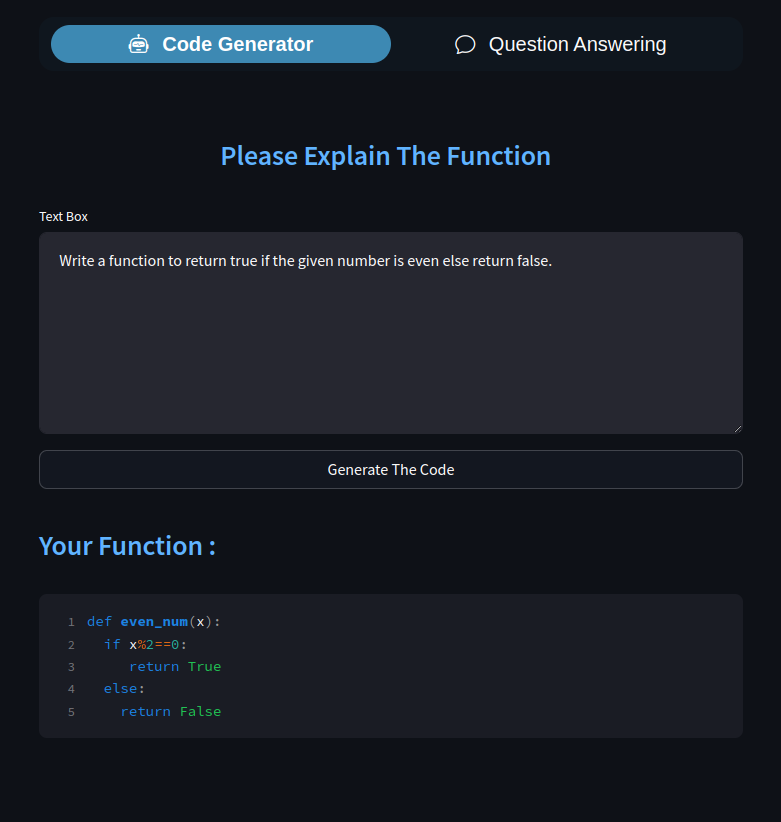 Code Generator
Question Answering
Please Explain The Function
Text Box
Write a function to return true if the given number is even else return false.
Generate The Code
Your Function :
1 def even_num(x):
2   if x%2==0:
3      return True
4   else:
5     return False